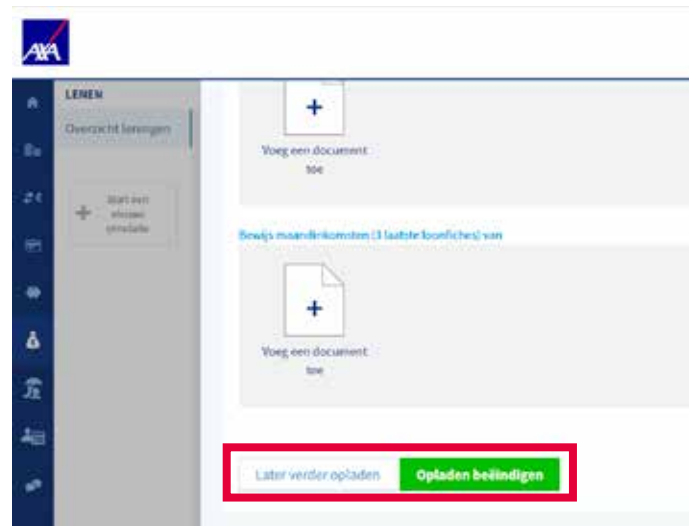 AXA
LENEN
Overzicht leningen
Start een
nieuwe
simulatie
Voeg een document
toe
Bewijs maandinkomsten (3 laatste loonfiches) van
Voeg een document
toe
Later verder opladen
Opladen beëindigen